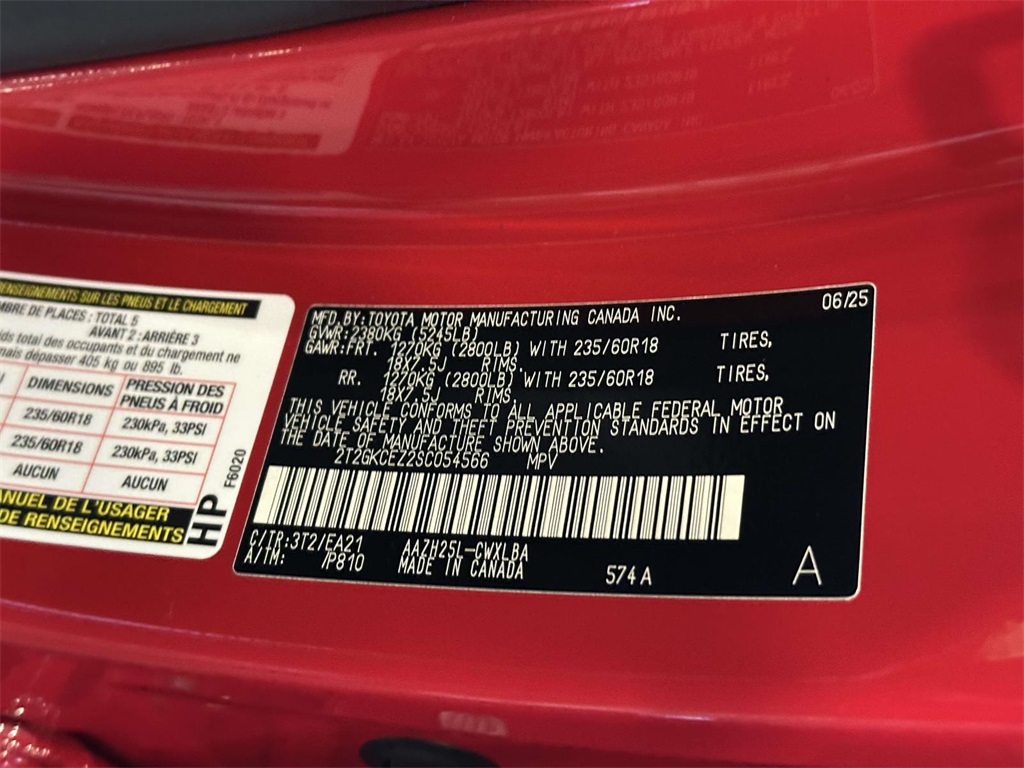 RENSEIGNEMENTS SUR LES PNEUS ET LE CHARGEMENT
MBRE DE PLACES : TOTAL 5
AVANT 2 : ARRIÈRE 3
ids total des occupants et du chargement ne
mais dépasser 405 kg ou 895 lb.
DIMENSIONS PRESSION DES PNEUS À FROID
235/60R18 230kPa, 33PSI
235/60R18 230kPa, 33PSI
AUCUN AUCUN
ANUEL DE L'USAGER
DE RENSEIGNEMENTS
HP
F6020
06/25
MFD.BY:TOYOTA MOTOR MANUFACTURING CANADA INC.
GVWR:2380KG (5245LB)
GAWR:FRT. 1270KG (2800LB) WITH 235/60R18 TIRES,
18X7.5J RIMS.
RR. 1270KG (2800LB) WITH 235/60R18 TIRES,
18X7.5J RIMS.
THIS VEHICLE CONFORMS TO ALL APPLICABLE FEDERAL MOTOR
VEHICLE SAFETY AND THEFT PREVENTION STANDARDS IN EFFECT ON
THE DATE OF MANUFACTURE SHOWN ABOVE.
2T2GKCEZ2SC054566 MPV
C/TR:3T2/EA21 AAZH25L-CWXLBA
A/TM: /P810 MADE IN CANADA
574A
A